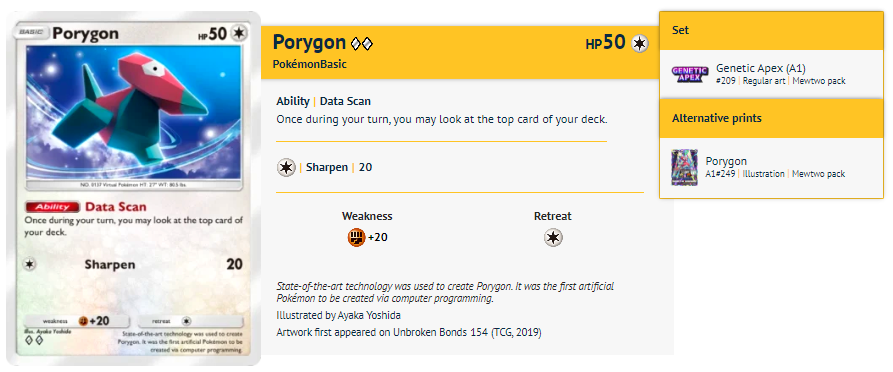 BASIC Porygon HP 50
NO. 0137 Virtual Pokémon HT: 2'7" WT: 80.5 lbs.
Ability Data Scan
Once during your turn, you may look at the top card of
your deck.
Sharpen 20
weakness +20 retreat
Illus. Ayaka Yoshida
State-of-the-art technology was used to create
Porygon. It was the first artificial Pokémon to be
created via computer programming.
Porygon HP 50
PokémonBasic
Ability | Data Scan
Once during your turn, you may look at the top card of your deck.
| Sharpen | 20
Weakness Retreat
+20
State-of-the-art technology was used to create Porygon. It was the first artificial
Pokémon to be created via computer programming.
Illustrated by Ayaka Yoshida
Artwork first appeared on Unbroken Bonds 154 (TCG, 2019)
Set
GENETIC
APEX
Genetic Apex (A1)
#209 | Regular art | Mewtwo pack
Alternative prints
Porygon
A1#249 | Illustration | Mewtwo pack